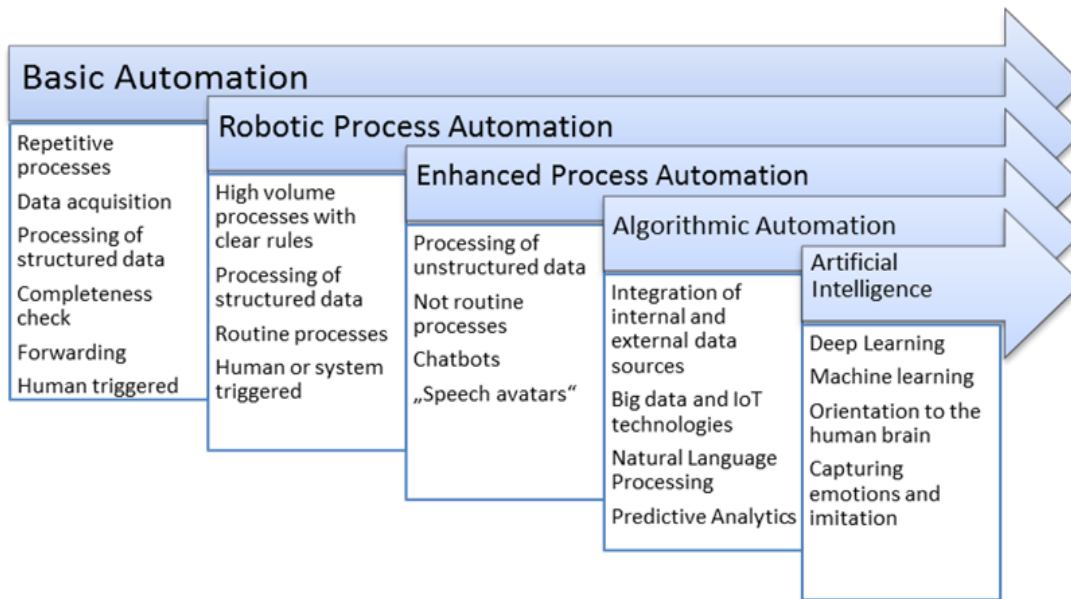 Basic Automation
Repetitive
processes
Data acquisition
Processing of
structured data
Completeness
check
Forwarding
Human triggered
Robotic Process Automation
High volume
processes with
clear rules
Processing of
structured data
Routine processes
Human or system
triggered
Enhanced Process Automation
Processing of
unstructured data
Not routine
processes
Chatbots
„Speech avatars“
Algorithmic Automation
Integration of
internal and
external data
sources
Big data and IoT
technologies
Natural Language
Processing
Predictive Analytics
Artificial
Intelligence
Deep Learning
Machine learning
Orientation to the
human brain
Capturing
emotions and
imitation